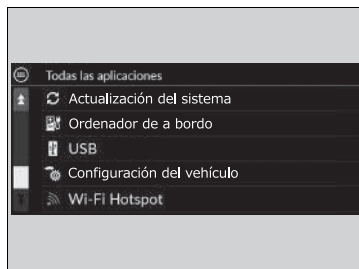 Todas las aplicaciones
Actualización del sistema
Ordenador de a bordo
USB
Configuración del vehículo
Wi-Fi Hotspot